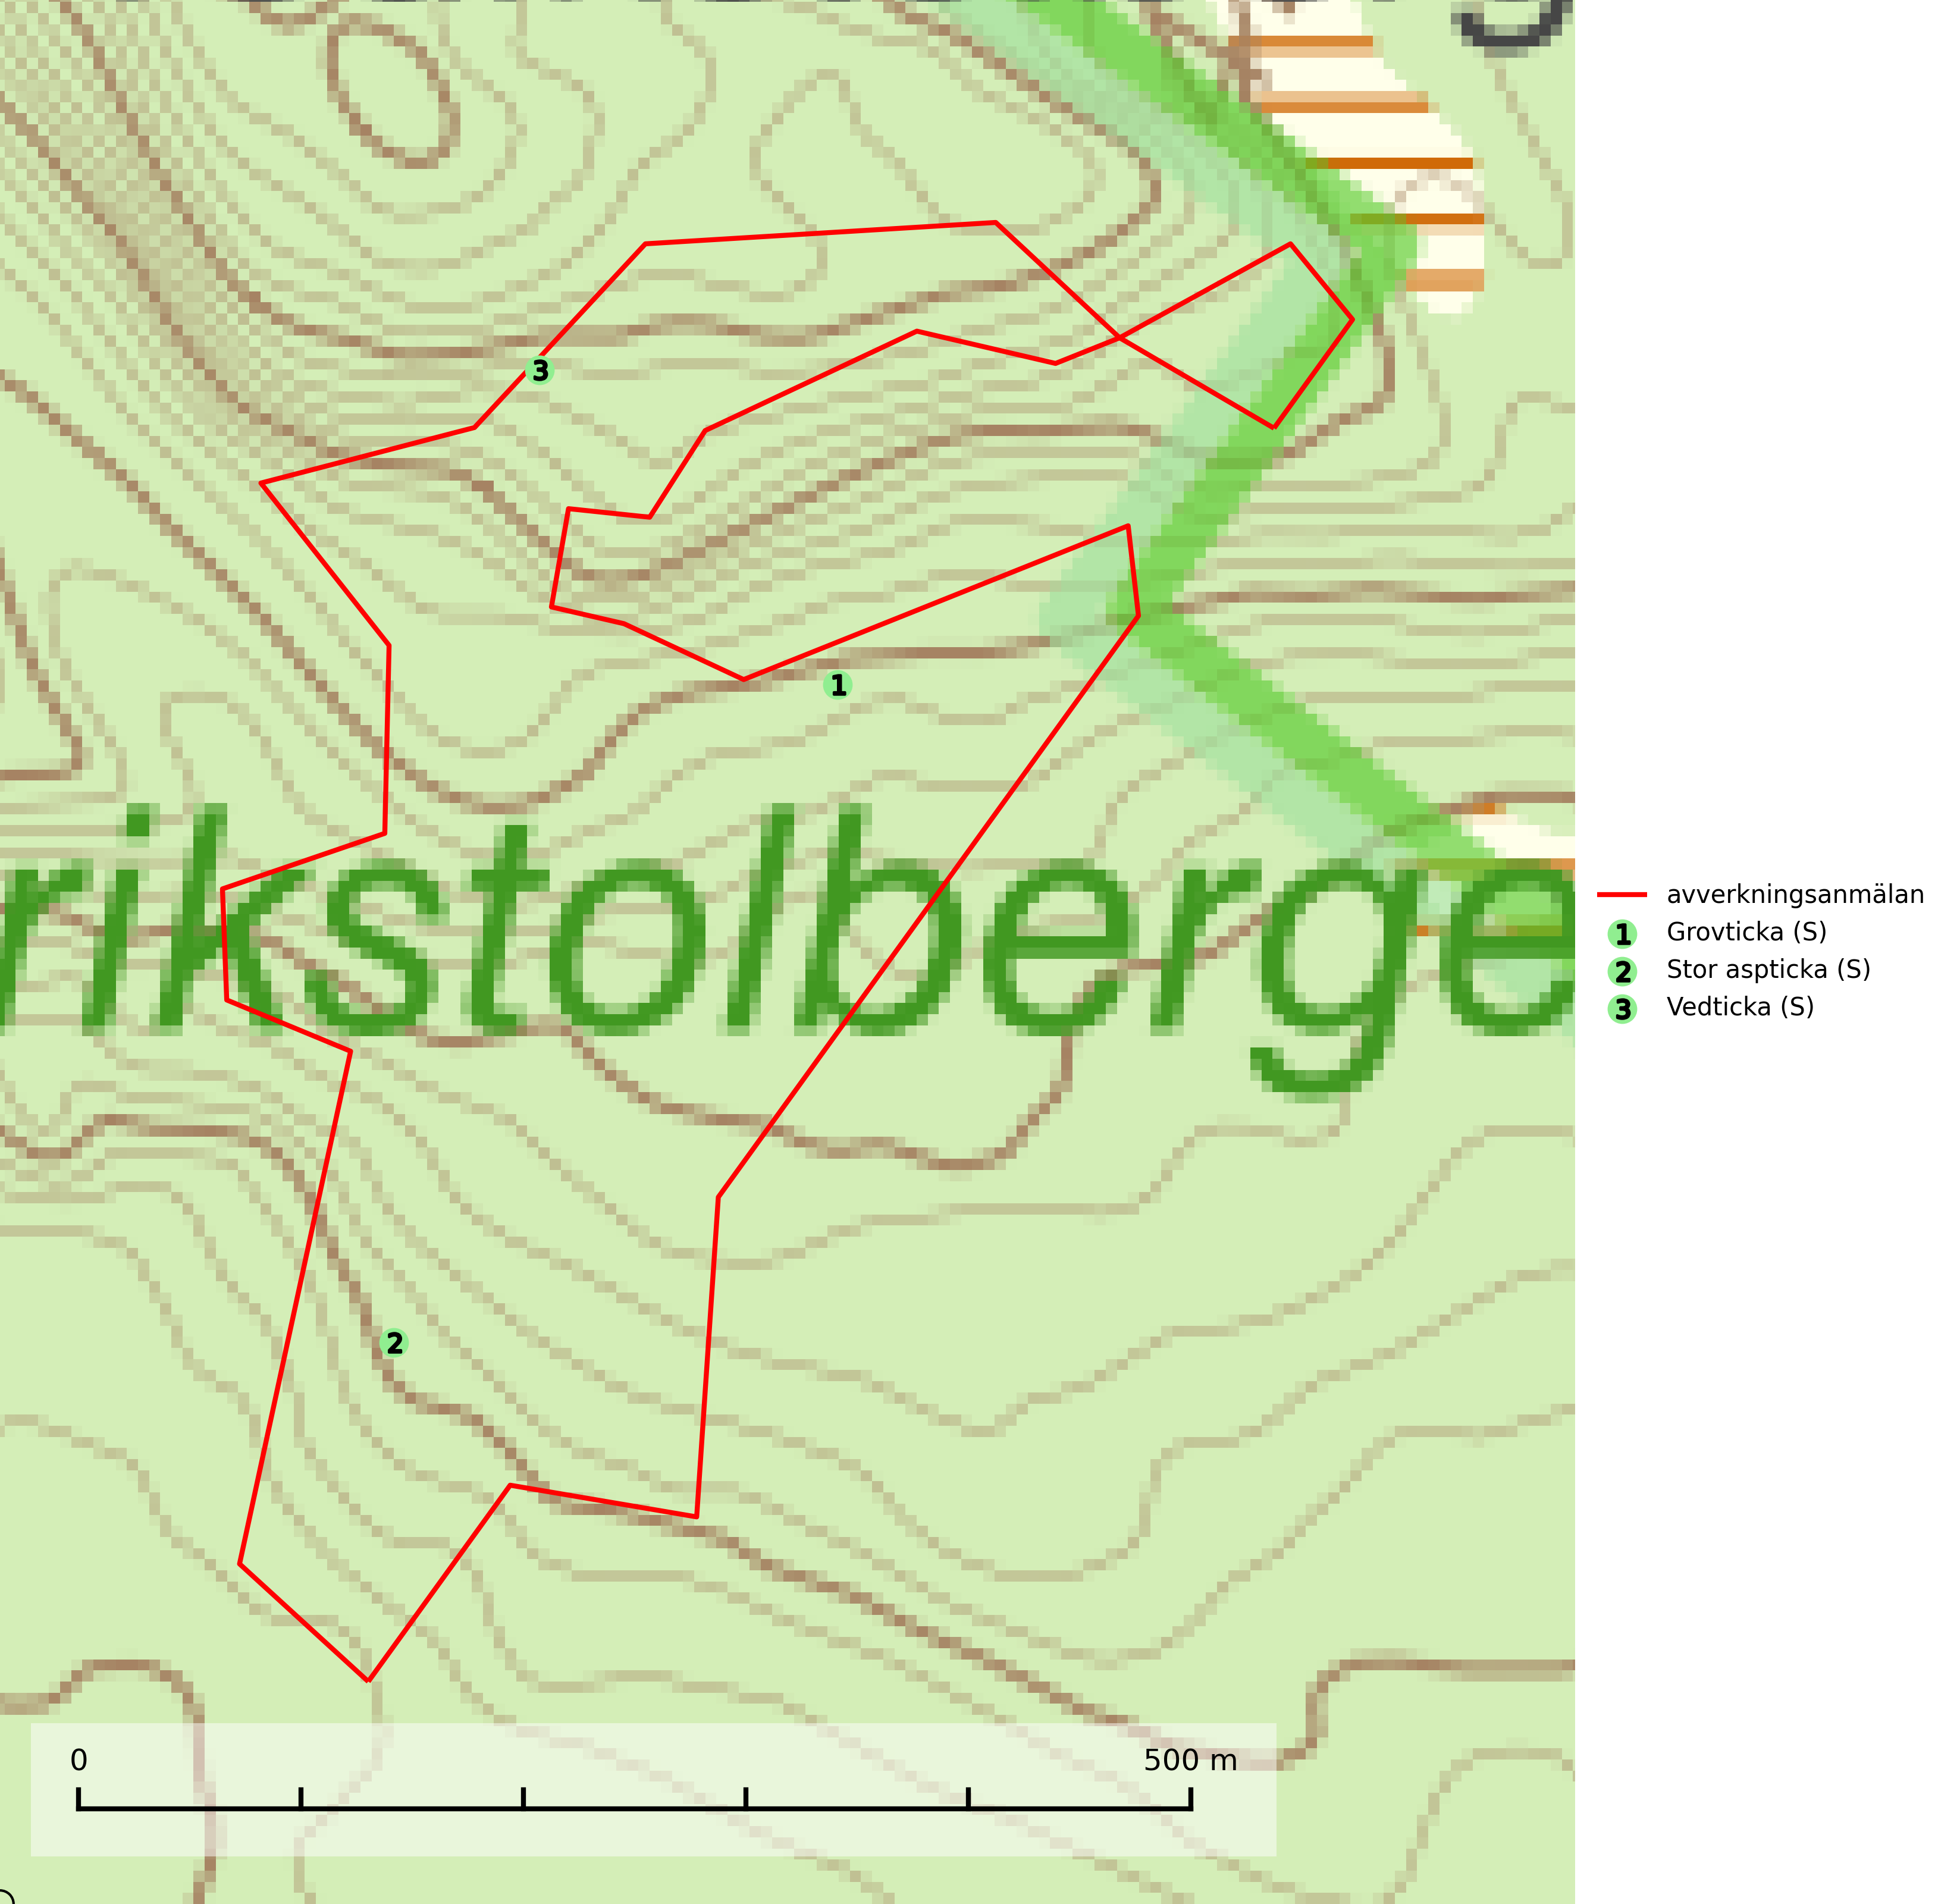 3
1
rikstolberge
2
0 500 m
avverkningsanmälan
1 Grovticka (S)
2 Stor aspticka (S)
3 Vedticka (S)